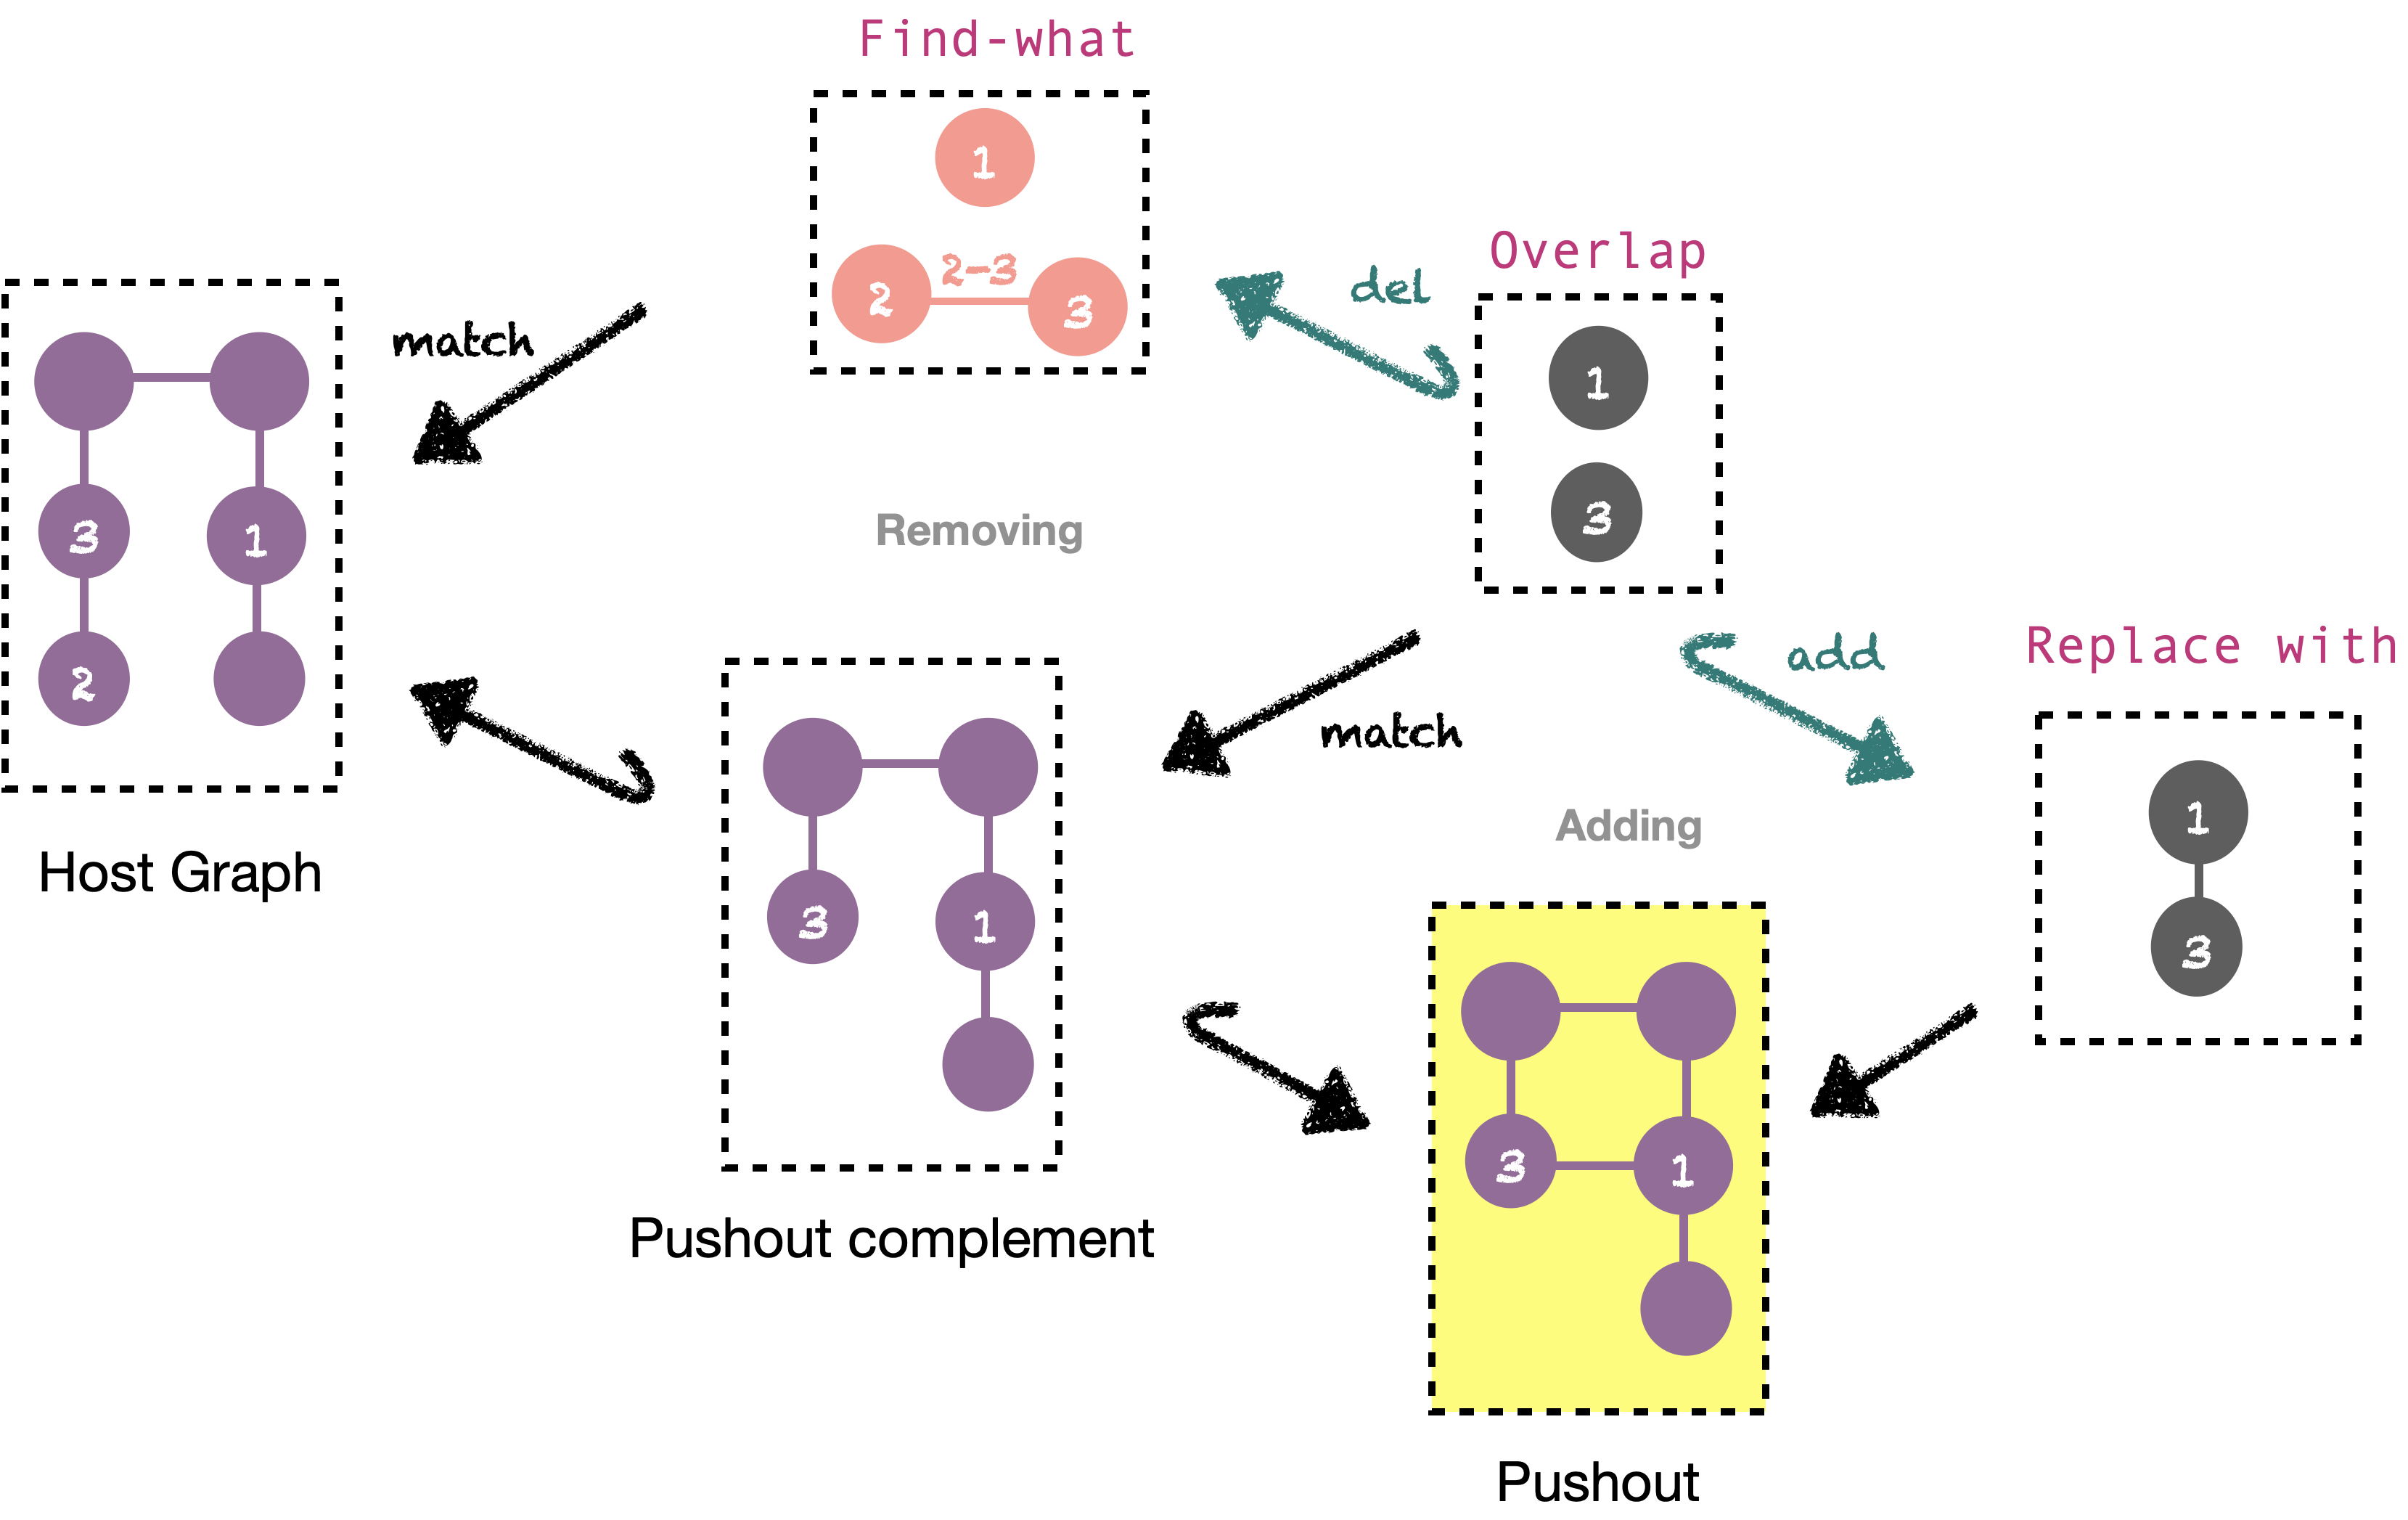 Find-what
1
2-3
2
3
Overlap
del
1
3
match
3
1
2
Host Graph
Removing
match
add
Replace with
1
3
3
1
Pushout complement
Adding
3
1
Pushout